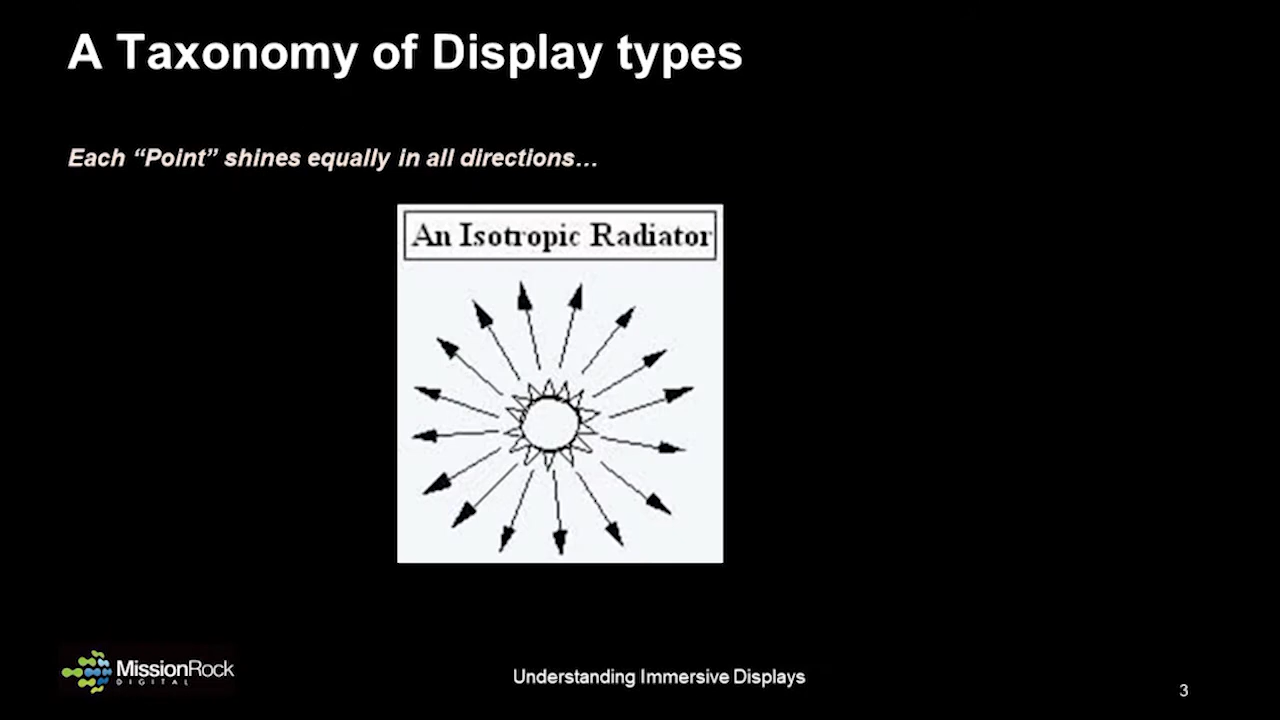 A Taxonomy of Display types
Each “Point” shines equally in all directions…
An Isotropic Radiator
MissionRock
DIGITAL
Understanding Immersive Displays
3